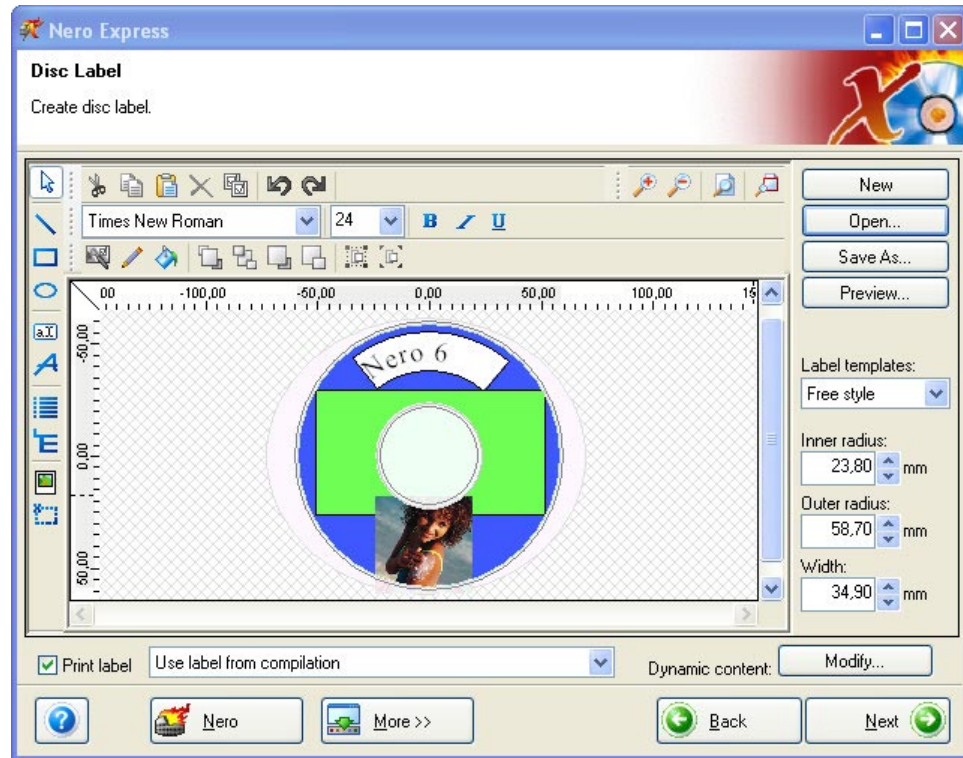 Nero Express
Disc Label
Create disc label.
Times New Roman 24 B I U
New
Open...
Save As...
Preview...
00 -100,00 -50,00 0,00 50,00 100,00 15
-50,00
0,00
50,00
Nero 6
Label templates:
Free style
Inner radius:
23,80 mm
Outer radius:
58,70 mm
Width:
34,90 mm
Print label Use label from compilation Dynamic content: Modify...
Nero More >> Back Next